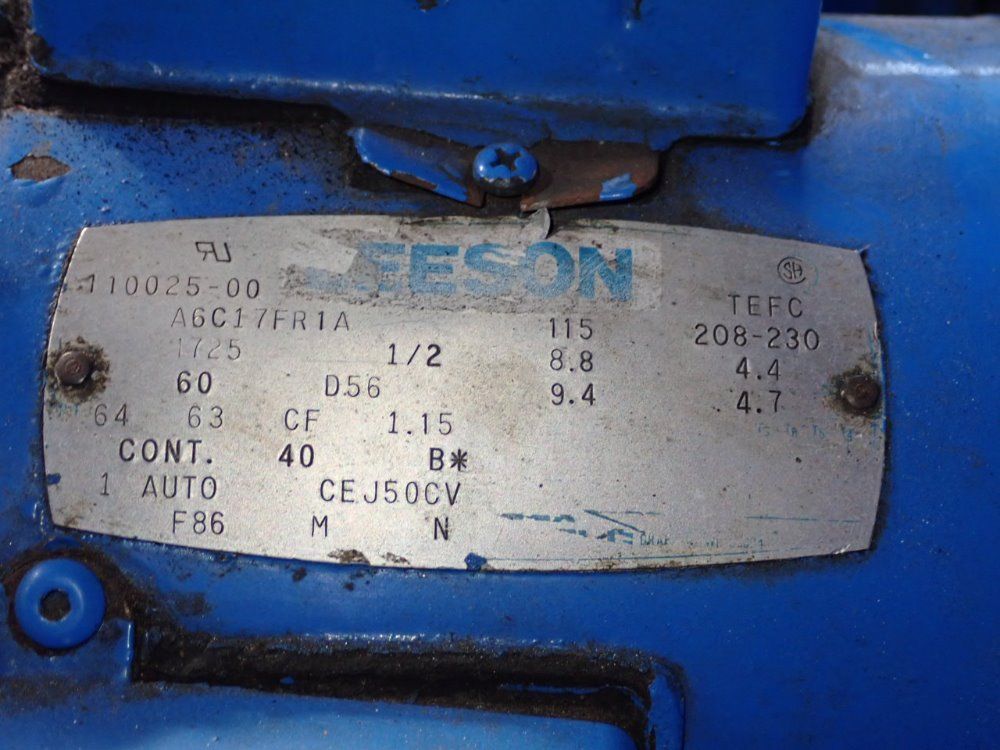 LEESON
110025-00 TEFC
A6C17FR1A 115 208-230
1725 1/2 8.8 4.4
60 D56 9.4 4.7
64 63 CF 1.15
CONT. 40 B*
1 AUTO CEJ50CV
F86 M N